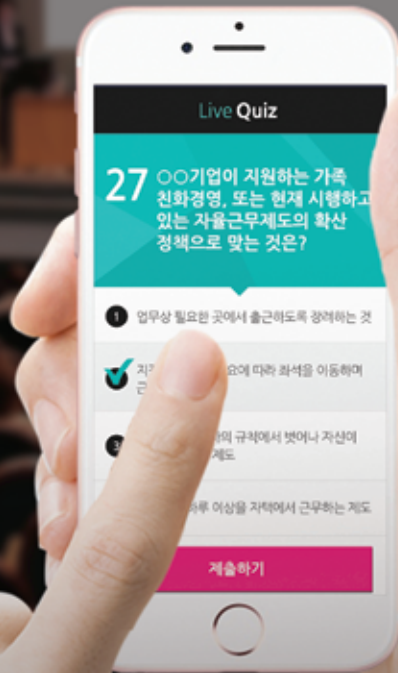 Live Quiz
27 ○○기업이 지원하는 가족
친화경영, 또는 현재 시행하고
있는 자율근무제도의 확산
정책으로 맞는 것은?
1 업무상 필요한 곳에서 출근하도록 장려하는 것
요에 따라 좌석을 이동하며
3 의 규칙에서 벗어나 자신이
제도
하루 이상을 자택에서 근무하는 제도
제출하기